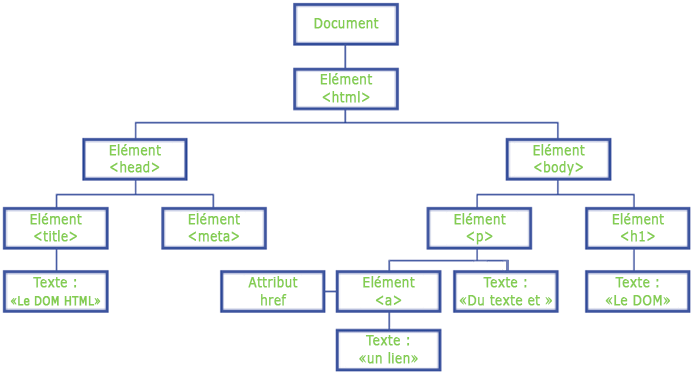 Document
Elément
<html>
Elément
<head>
Elément
<body>
Elément
<title>
Elément
<meta>
Elément
<p>
Elément
<h1>
Texte :
«Le DOM HTML»
Attribut
href
Elément
<a>
Texte :
«Du texte et »
Texte :
«Le DOM»
Texte :
«un lien»